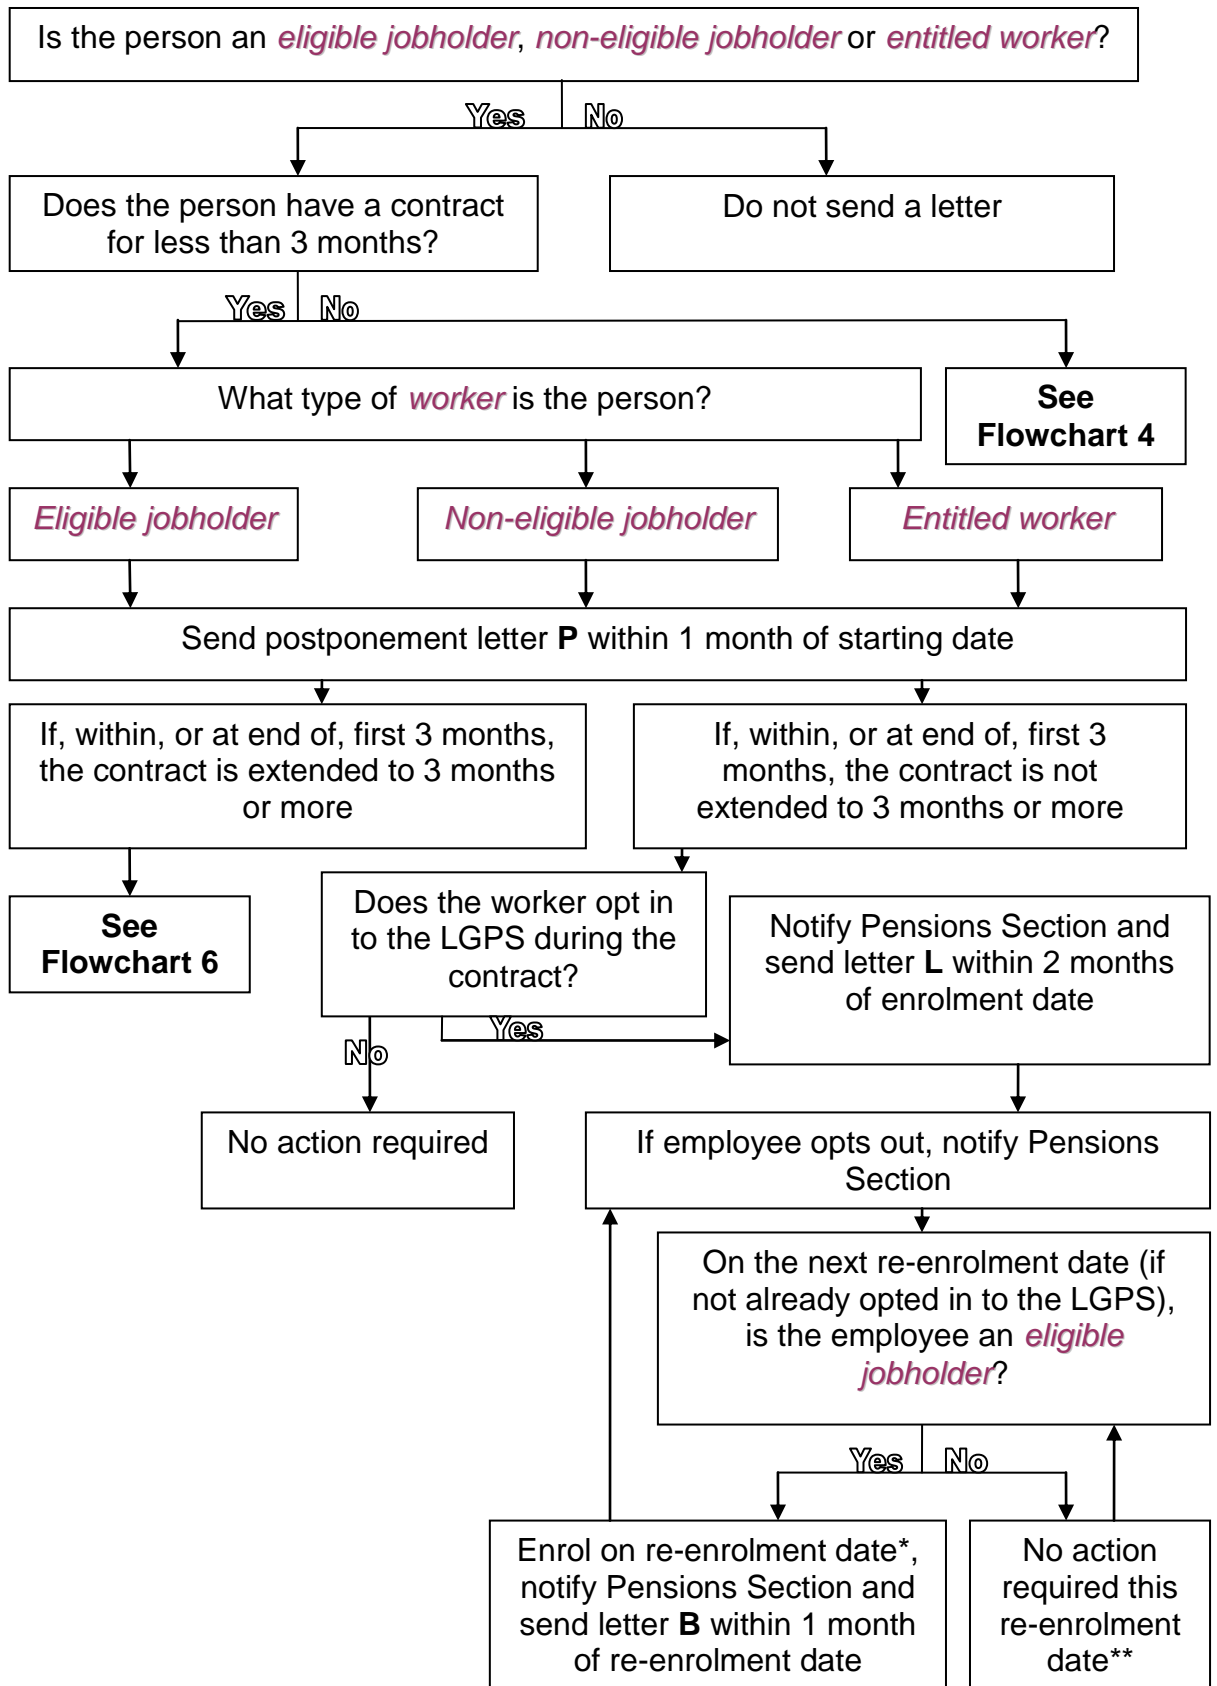 Is the person an eligible jobholder, non-eligible jobholder or entitled worker?
Yes No
Does the person have a contract
for less than 3 months?
Do not send a letter
Yes No
What type of worker is the person?
See
Flowchart 4
Eligible jobholder
Non-eligible jobholder
Entitled worker
Send postponement letter P within 1 month of starting date
If, within, or at end of, first 3 months,
the contract is extended to 3 months
or more
If, within, or at end of, first 3
months, the contract is not
extended to 3 months or more
See
Flowchart 6
Does the worker opt in
to the LGPS during the
contract?
Notify Pensions Section and
send letter L within 2 months
of enrolment date
Yes
No
No action required
If employee opts out, notify Pensions
Section
On the next re-enrolment date (if
not already opted in to the LGPS),
is the employee an eligible
jobholder?
Yes No
Enrol on re-enrolment date*,
notify Pensions Section and
send letter B within 1 month
of re-enrolment date
No action
required this
re-enrolment
date**